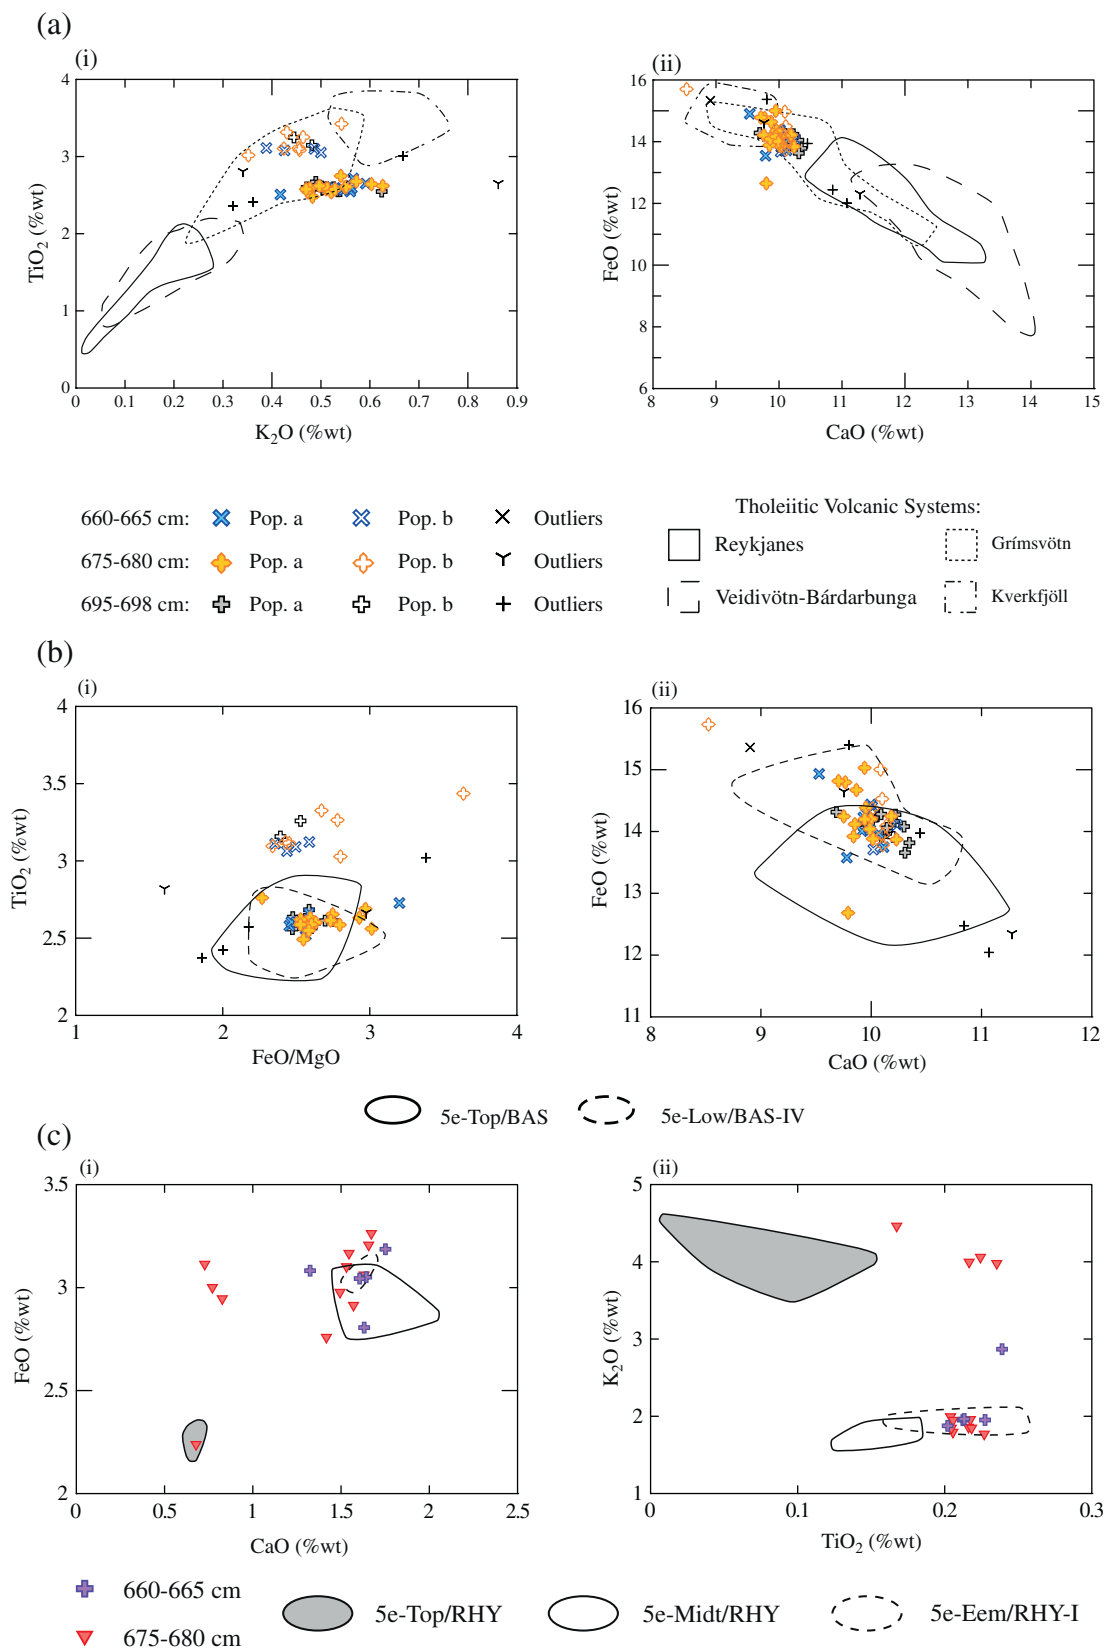 (a)
(i)
4
3
2
1
0
TiO2 (%wt)
0 0.1 0.2 0.3 0.4 0.5 0.6 0.7 0.8 0.9
K2O (%wt)
(ii)
16
14
12
10
8
6
FeO (%wt)
8 9 10 11 12 13 14 15
CaO (%wt)
660-665 cm: Pop. a Pop. b Outliers
675-680 cm: Pop. a Pop. b Outliers
695-698 cm: Pop. a Pop. b Outliers
Tholeiitic Volcanic Systems:
Reykjanes Grímsvötn
Veidivötn-Bárdarbunga Kverkfjöll
(b)
(i)
4
3.5
3
2.5
2
TiO2 (%wt)
1 2 3 4
FeO/MgO
(ii)
16
15
14
13
12
11
FeO (%wt)
8 9 10 11 12
CaO (%wt)
5e-Top/BAS 5e-Low/BAS-IV
(c)
(i)
3.5
3
2.5
2
FeO (%wt)
0 0.5 1 1.5 2 2.5
CaO (%wt)
(ii)
5
4
3
2
1
K2O (%wt)
0 0.1 0.2 0.3
TiO2 (%wt)
660-665 cm
675-680 cm
5e-Top/RHY 5e-Midt/RHY 5e-Eem/RHY-I